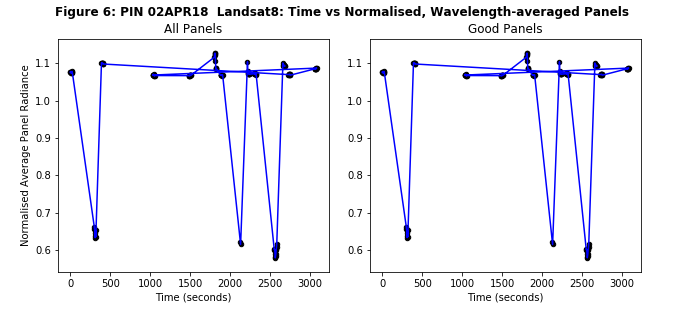 Figure 6: PIN 02APR18  Landsat8: Time vs Normalised, Wavelength-averaged Panels
All Panels
Good Panels
Normalised Average Panel Radiance
1.1
1.0
0.9
0.8
0.7
0.6
0 500 1000 1500 2000 2500 3000
Time (seconds)
1.1
1.0
0.9
0.8
0.7
0.6
0 500 1000 1500 2000 2500 3000
Time (seconds)